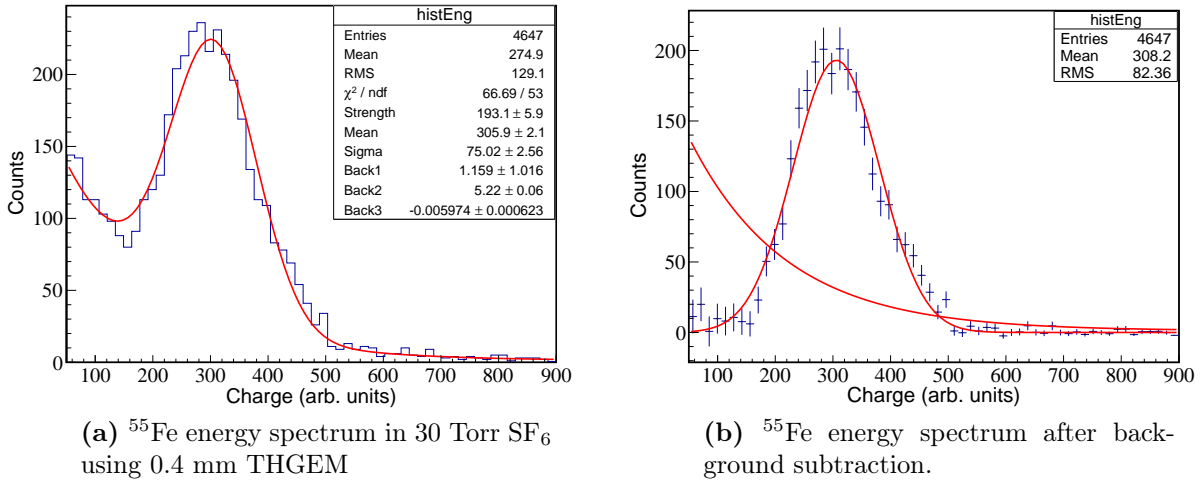 histEng
Entries 4647
Mean 274.9
RMS 129.1
χ² / ndf 66.69 / 53
Strength 193.1 ± 5.9
Mean 305.9 ± 2.1
Sigma 75.02 ± 2.56
Back1 1.159 ± 1.016
Back2 5.22 ± 0.06
Back3 -0.005974 ± 0.000623
Counts
200
150
100
50
0
100 200 300 400 500 600 700 800 900
Charge (arb. units)
(a) ⁵⁵Fe energy spectrum in 30 Torr SF₆
using 0.4 mm THGEM
histEng
Entries 4647
Mean 308.2
RMS 82.36
Counts
200
150
100
50
0
100 200 300 400 500 600 700 800 900
Charge (arb. units)
(b) ⁵⁵Fe energy spectrum after back-
ground subtraction.